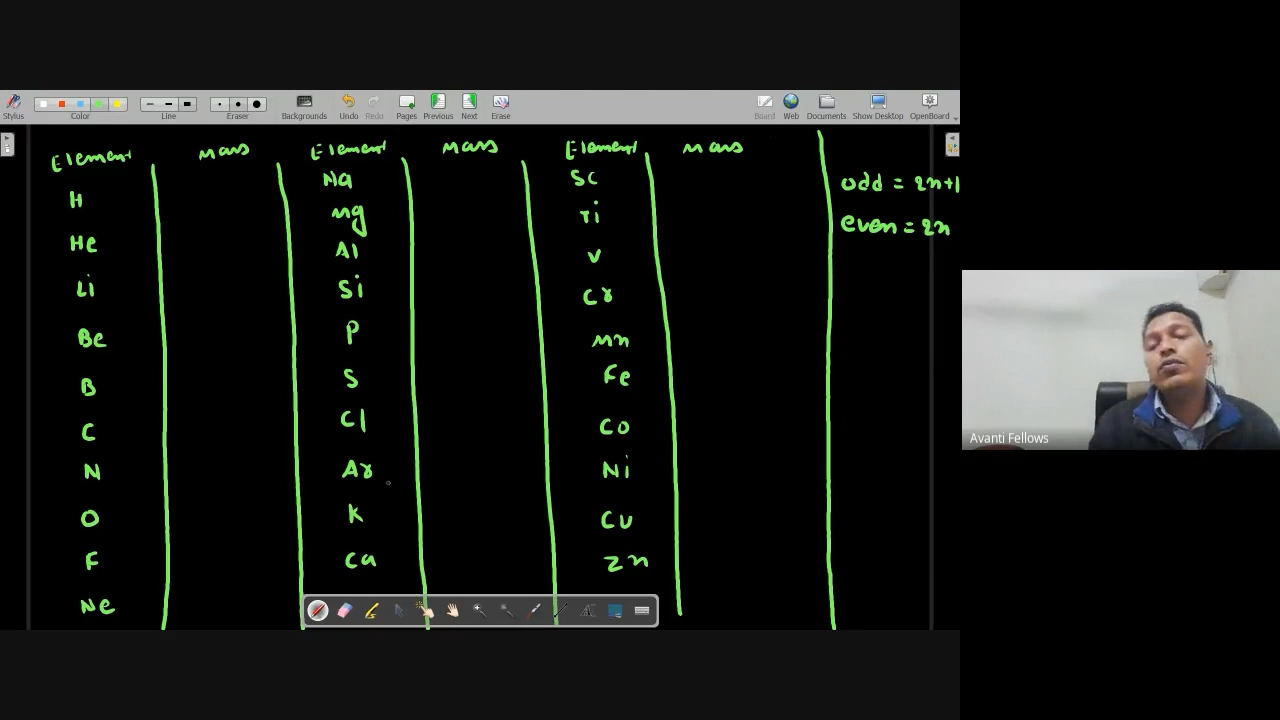 Stylus
Color
Line
Eraser
Backgrounds
Undo
Redo
Pages
Previous
Next
Erase
Board
Web
Documents
Show Desktop
OpenBoard
Element mass Element mass Element mass
H Na Sc odd = 2n+1
He mg Ti even = 2n
Li Al V
Be Si Cr
B P mn
C S Fe
N Cl Co
O Ar Ni
F K Cu
Ne Ca Zn
Avanti Fellows